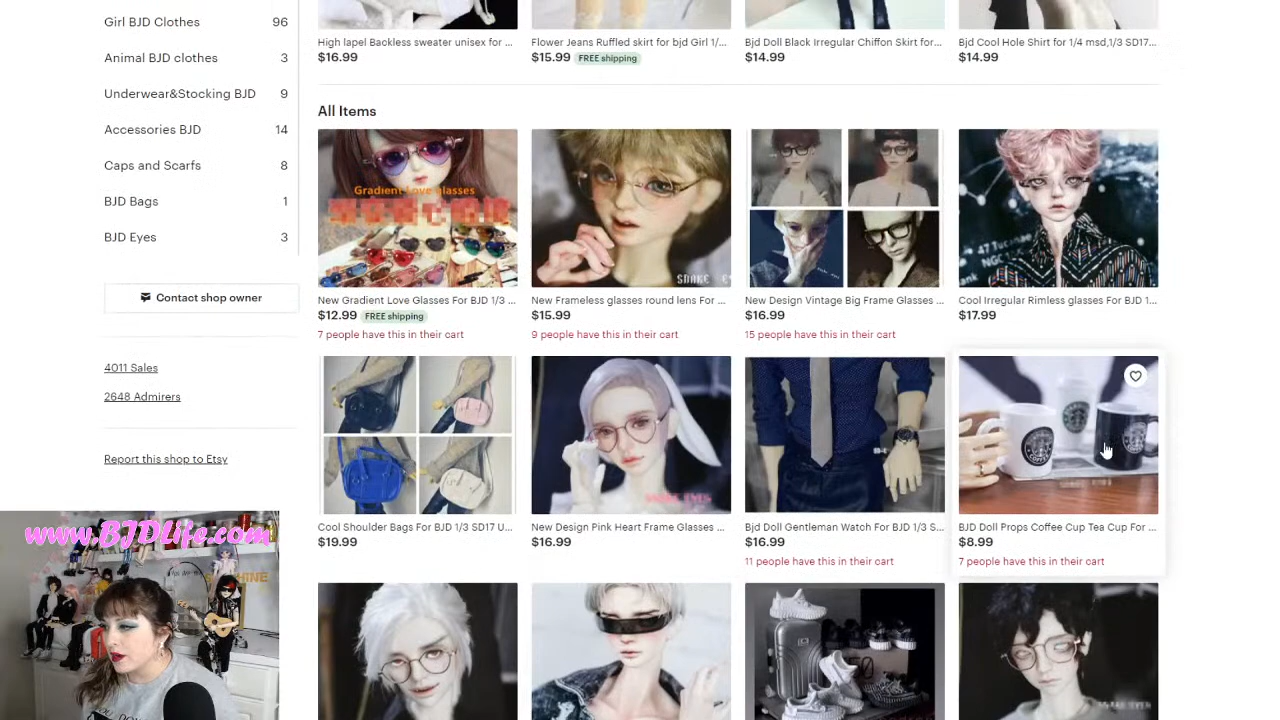 Girl BJD Clothes 96
Animal BJD clothes 3
Underwear&Stocking BJD 9
Accessories BJD 14
Caps and Scarfs 8
BJD Bags 1
BJD Eyes 3
Contact shop owner
4011 Sales
2648 Admirers
Report this shop to Etsy
www.BJDLife.com
High lapel Backless sweater unisex for ...
$16.99
Flower Jeans Ruffled skirt for bjd Girl 1/...
$15.99 FREE shipping
Bjd Doll Black Irregular Chiffon Skirt for...
$14.99
Bjd Cool Hole Shirt for 1/4 msd,1/3 SD17...
$14.99
All Items
Gradient Love glasses
New Gradient Love Glasses For BJD 1/3 ...
$12.99 FREE shipping
7 people have this in their cart
New Frameless glasses round lens For ...
$15.99
9 people have this in their cart
New Design Vintage Big Frame Glasses ...
$16.99
15 people have this in their cart
Cool Irregular Rimless glasses For BJD 1...
$17.99
Cool Shoulder Bags For BJD 1/3 SD17 U...
$19.99
New Design Pink Heart Frame Glasses ...
$16.99
Bjd Doll Gentleman Watch For BJD 1/3 S...
$16.99
11 people have this in their cart
BJD Doll Props Coffee Cup Tea Cup For ...
$8.99
7 people have this in their cart